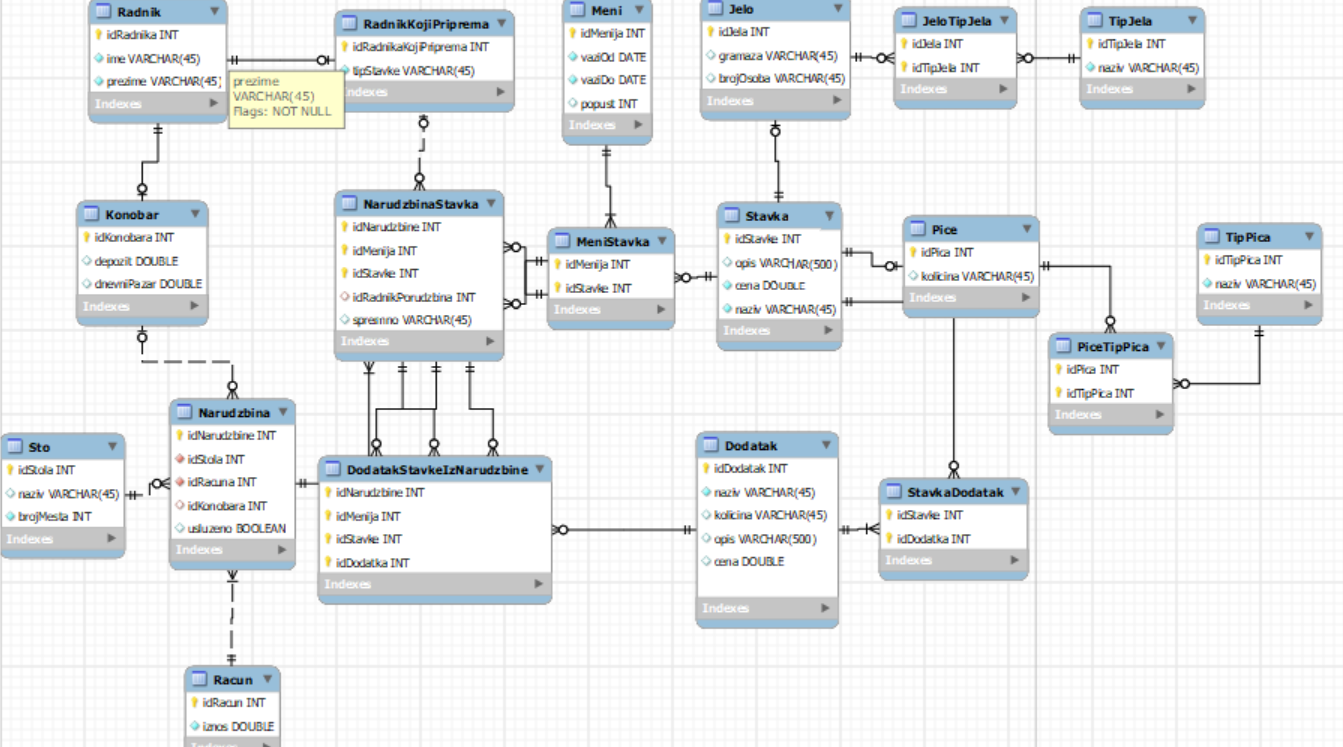 Radnik
idRadnika INT
ime VARCHAR(45)
prezime VARCHAR(45)
Indexes
prezime
VARCHAR(45)
Flags: NOT NULL
RadnikKojiPriprema
idRadnikaKojiPriprema INT
tipStavke VARCHAR(45)
Indexes
Meni
idMenija INT
vaziOd DATE
vaziDo DATE
popust INT
Indexes
Jelo
idJela INT
gramaza VARCHAR(45)
brojOsoba VARCHAR(45)
Indexes
JeloTipJela
idJela INT
idTipJela INT
Indexes
TipJela
idTipJela INT
naziv VARCHAR(45)
Indexes
Konobar
idKonobara INT
depozit DOUBLE
dnevniPazar DOUBLE
Indexes
NarudzbinaStavka
idNarudzbine INT
idMenija INT
idStavke INT
idRadnikPorudzbina INT
spremno VARCHAR(45)
Indexes
MeniStavka
idMenija INT
idStavke INT
Indexes
Stavka
idStavke INT
opis VARCHAR(500)
cena DOUBLE
naziv VARCHAR(45)
Indexes
Pice
idPica INT
kolicina VARCHAR(45)
Indexes
TipPica
idTipPica INT
naziv VARCHAR(45)
Indexes
PiceTipPica
idPica INT
idTipPica INT
Indexes
Sto
idStola INT
naziv VARCHAR(45)
brojMesta INT
Indexes
Narudzbina
idNarudzbine INT
idStola INT
idRacuna INT
idKonobara INT
usluzeno BOOLEAN
Indexes
DodatakStavkeIzNarudzbine
idNarudzbine INT
idMenija INT
idStavke INT
idDodatka INT
Indexes
Dodatak
idDodatak INT
naziv VARCHAR(45)
kolicina VARCHAR(45)
opis VARCHAR(500)
cena DOUBLE
Indexes
StavkaDodatak
idStavke INT
idDodatka INT
Indexes
Racun
idRacun INT
iznos DOUBLE
Indexes